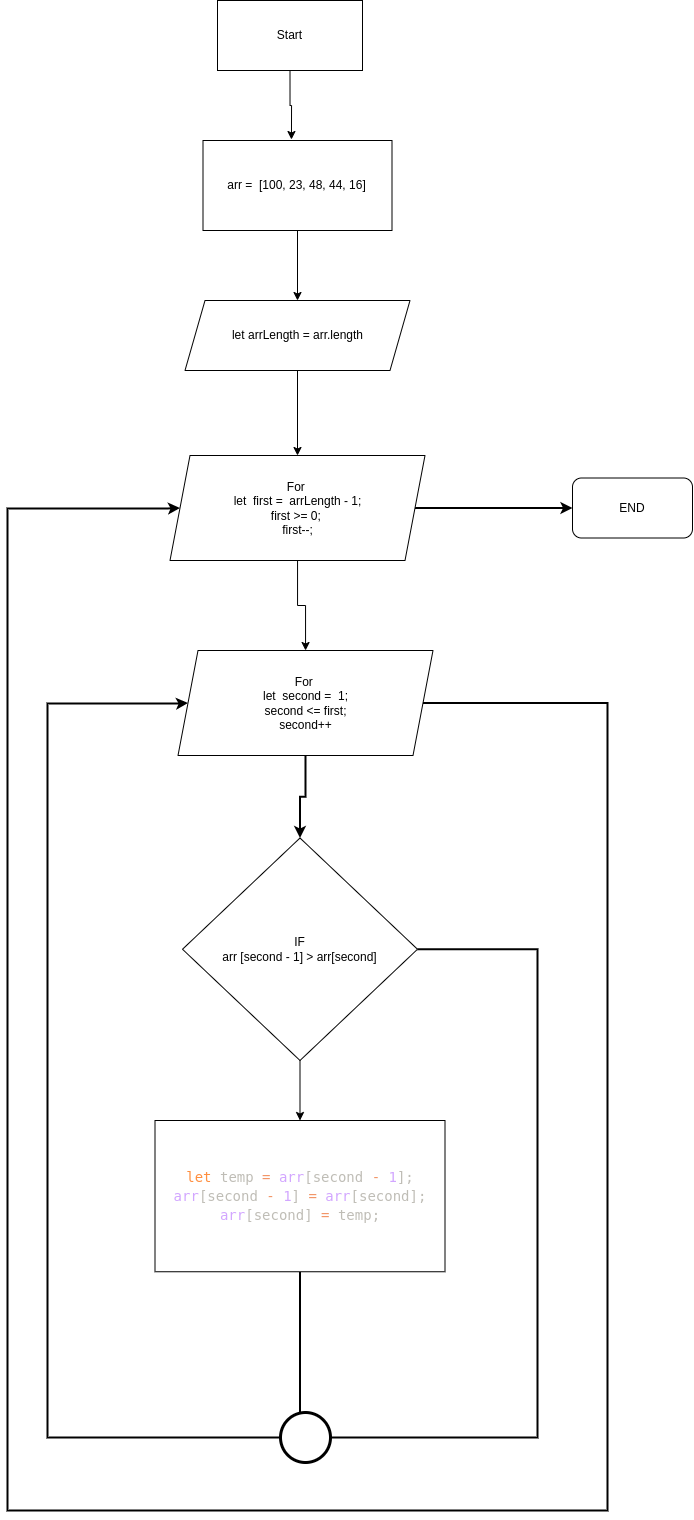 Start
arr = [100, 23, 48, 44, 16]
let arrLength = arr.length
For
let first = arrLength - 1;
first >= 0;
first--;
END
For
let second = 1;
second <= first;
second++
IF
arr [second - 1] > arr[second]
let temp = arr[second - 1];
arr[second - 1] = arr[second];
arr[second] = temp;